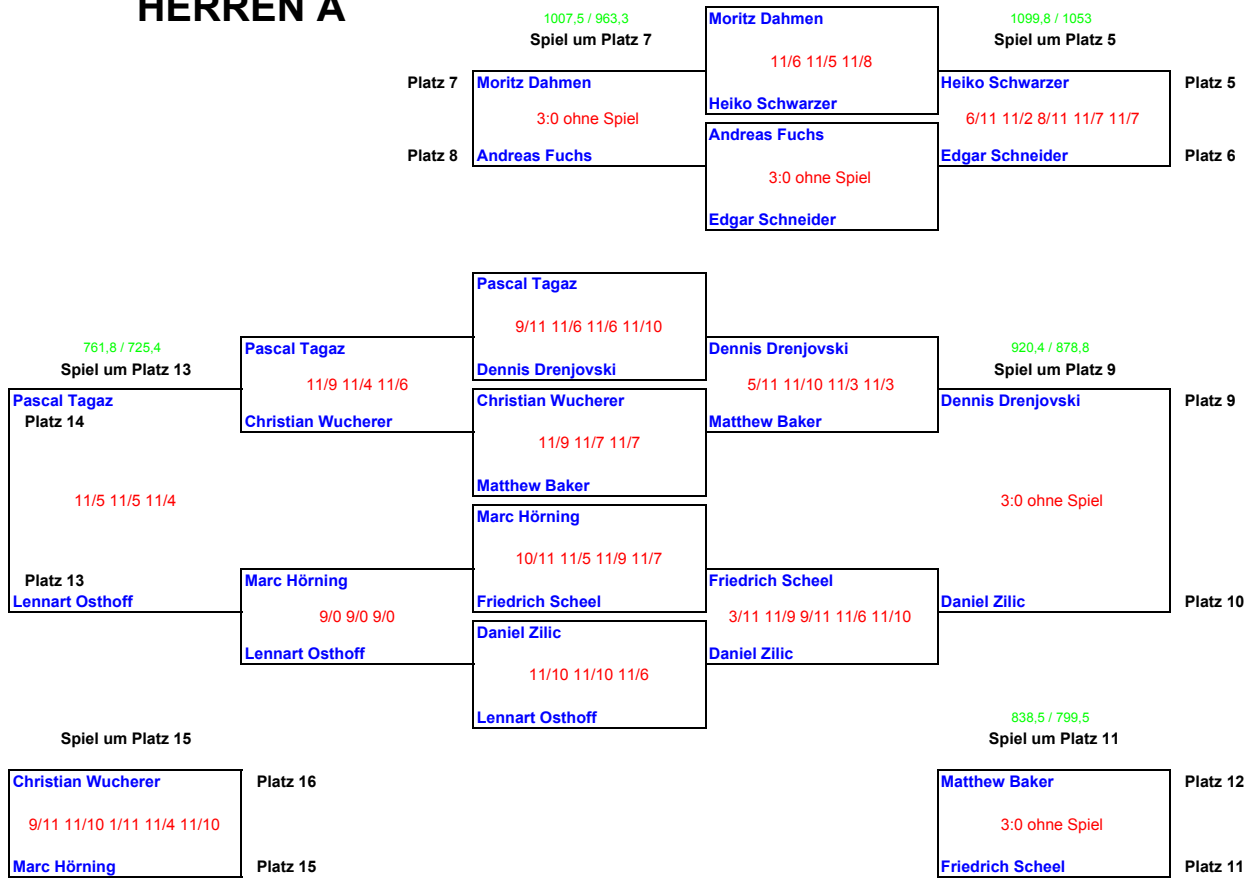 HERREN A
1007,5 / 963,3
Spiel um Platz 7
Moritz Dahmen
1099,8 / 1053
Spiel um Platz 5
11/6 11/5 11/8
Platz 7
Moritz Dahmen
Heiko Schwarzer
Platz 5
Heiko Schwarzer
3:0 ohne Spiel
6/11 11/2 8/11 11/7 11/7
Andreas Fuchs
Platz 8
Andreas Fuchs
Edgar Schneider
Platz 6
3:0 ohne Spiel
Edgar Schneider
Pascal Tagaz
9/11 11/6 11/6 11/10
761,8 / 725,4
Spiel um Platz 13
Pascal Tagaz
Dennis Drenjovski
920,4 / 878,8
Spiel um Platz 9
Dennis Drenjovski
11/9 11/4 11/6
5/11 11/10 11/3 11/3
Pascal Tagaz
Christian Wucherer
Dennis Drenjovski
Platz 9
Platz 14
Christian Wucherer
Matthew Baker
11/9 11/7 11/7
Matthew Baker
11/5 11/5 11/4
3:0 ohne Spiel
Marc Hörning
10/11 11/5 11/9 11/7
Platz 13
Marc Hörning
Friedrich Scheel
Lennart Osthoff
Friedrich Scheel
Daniel Zilic
Platz 10
9/0 9/0 9/0
3/11 11/9 9/11 11/6 11/10
Daniel Zilic
Lennart Osthoff
Daniel Zilic
11/10 11/10 11/6
Lennart Osthoff
838,5 / 799,5
Spiel um Platz 15
Spiel um Platz 11
Christian Wucherer
Platz 16
Matthew Baker
Platz 12
9/11 11/10 1/11 11/4 11/10
3:0 ohne Spiel
Marc Hörning
Platz 15
Friedrich Scheel
Platz 11